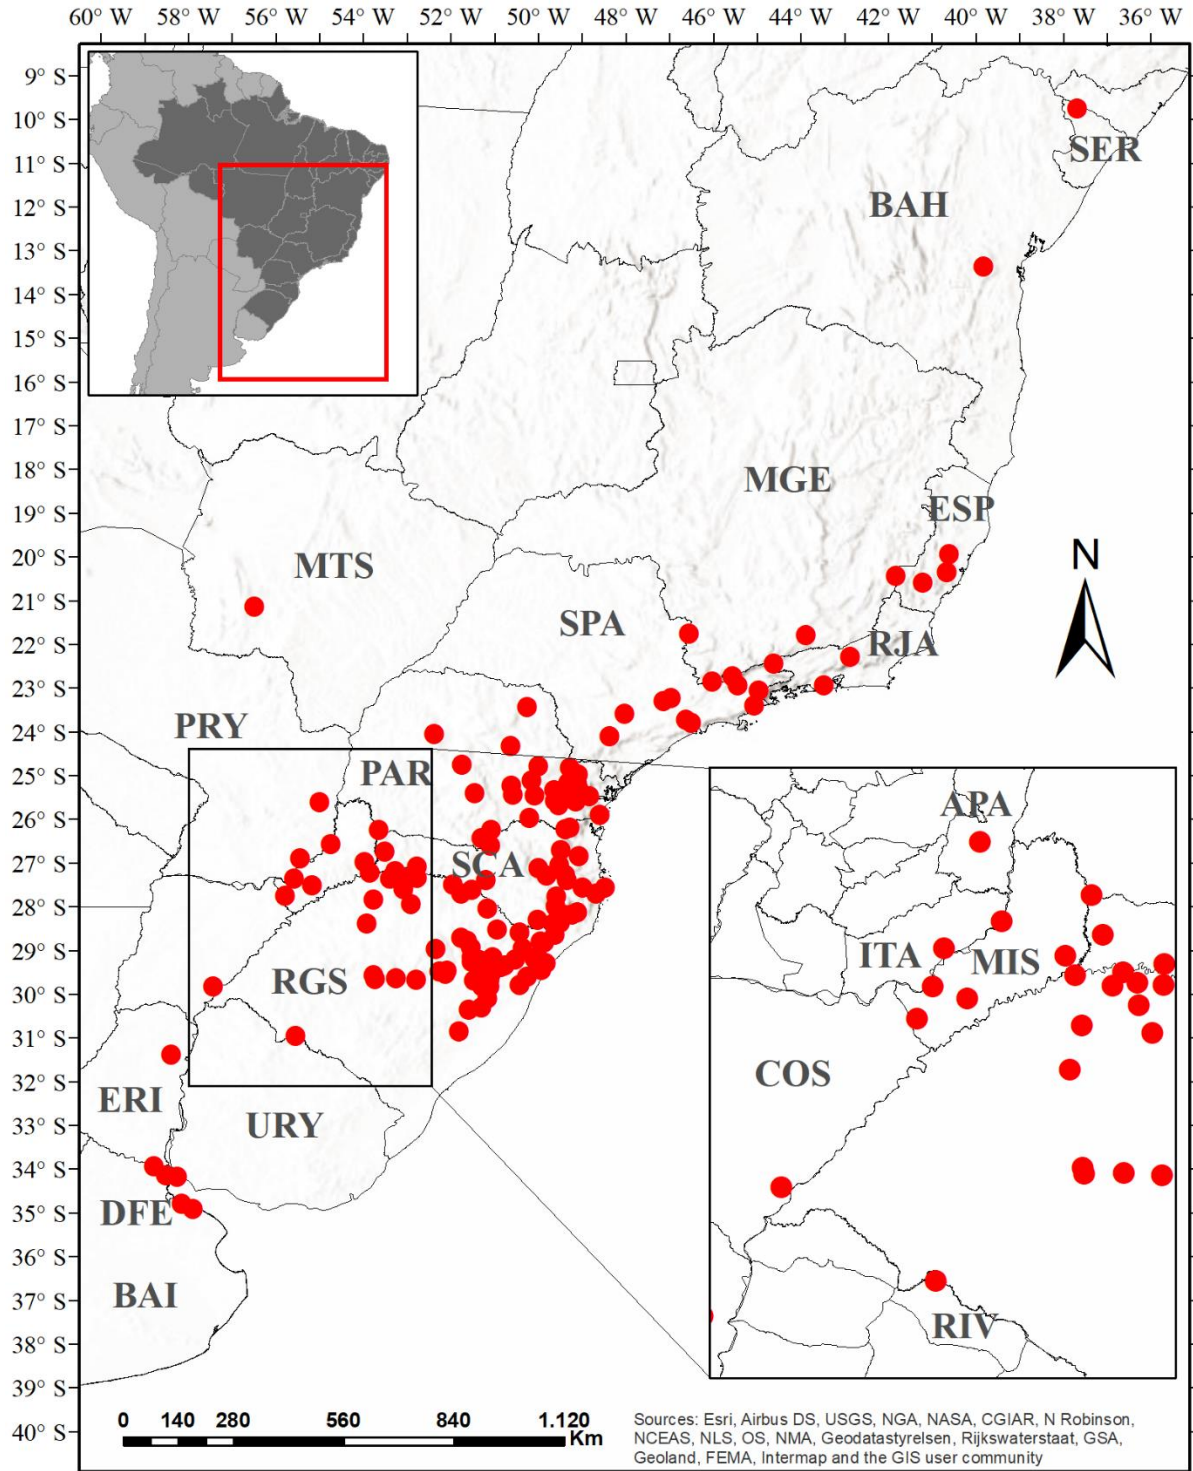 60° W 58° W 56° W 54° W 52° W 50° W 48° W 46° W 44° W 42° W 40° W 38° W 36° W
9° S
10° S
11° S
12° S
13° S
14° S
15° S
16° S
17° S
18° S
19° S
20° S
21° S
22° S
23° S
24° S
25° S
26° S
27° S
28° S
29° S
30° S
31° S
32° S
33° S
34° S
35° S
36° S
37° S
38° S
39° S
40° S
SER
BAH
MGE
ESP
MTS
N
SPA
RJA
PRY
PAR
SCA
RGS
ERI
URY
DFE
BAI
APA
ITA
MIS
COS
RIV
0 140 280 560 840 1.120
Km
Sources: Esri, Airbus DS, USGS, NGA, NASA, CGIAR, N Robinson,
NCEAS, NLS, OS, NMA, Geodatastyrelsen, Rijkswaterstaat, GSA,
Geoland, FEMA, Intermap and the GIS user community